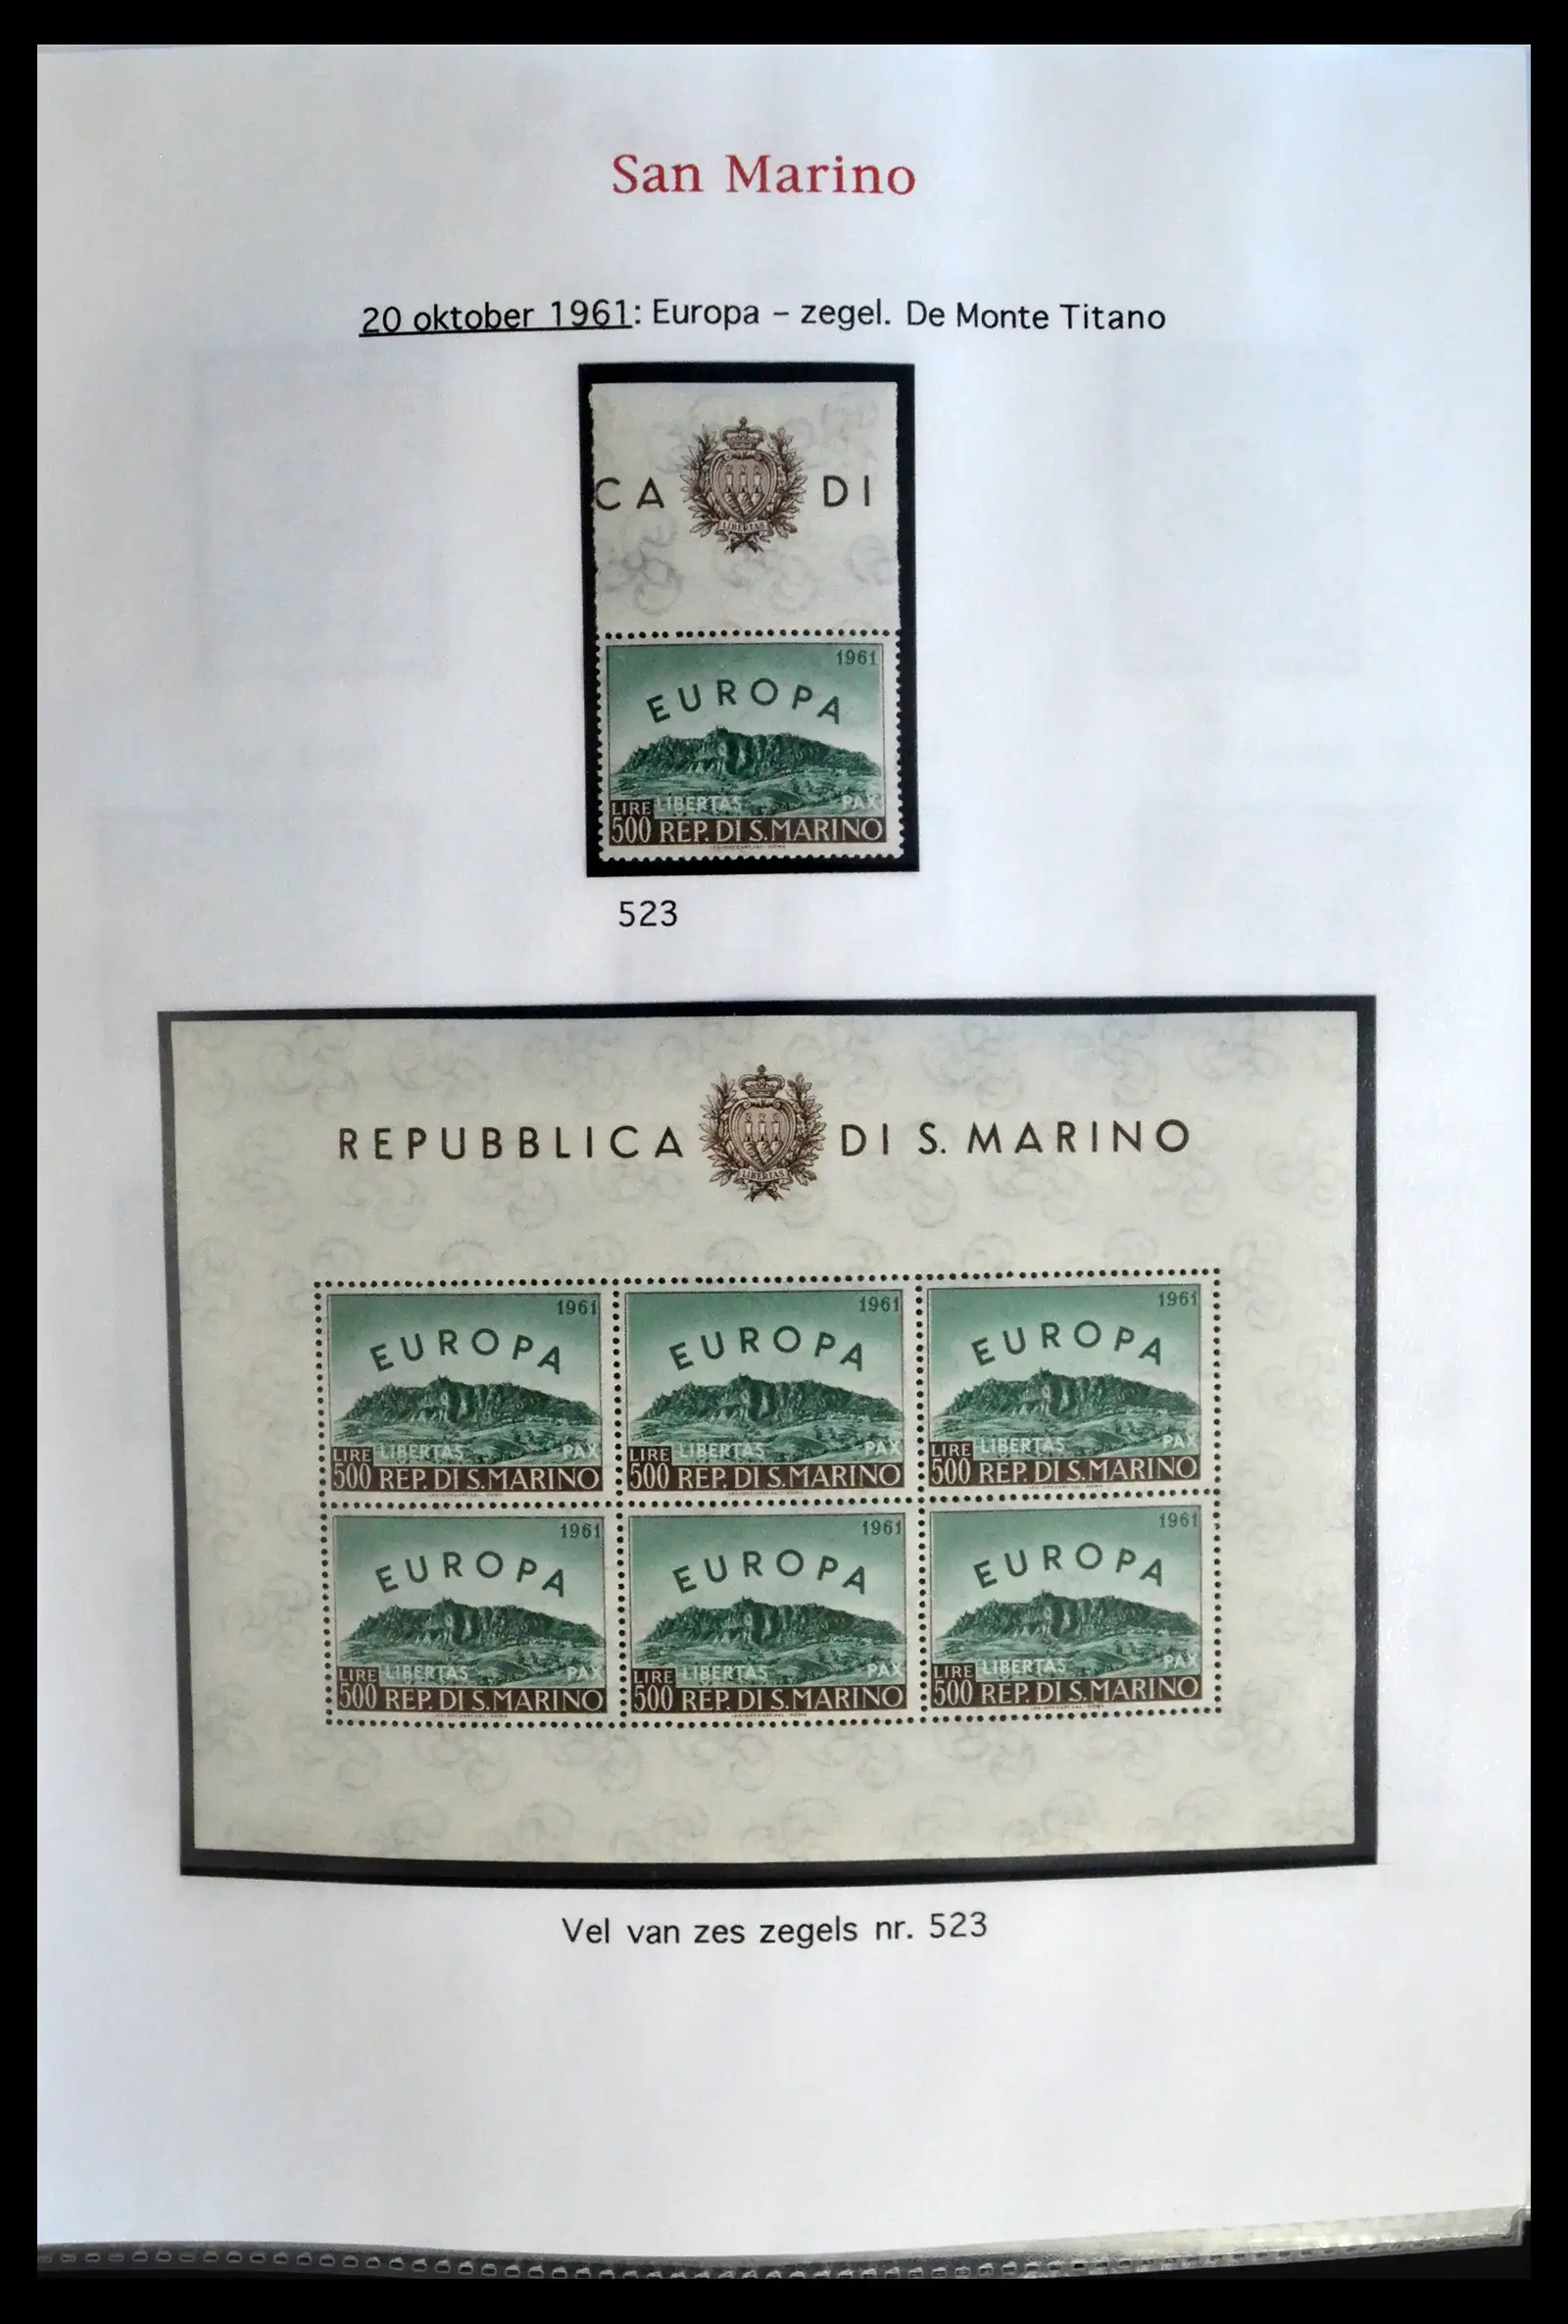 San Marino
20 oktober 1961: Europa – zegel. De Monte Titano
CA DI
LIBERTAS
1961
EUROPA
LIRE LIBERTAS PAX
500 REP. DI S. MARINO
523
REPUBBLICA DI S. MARINO
LIBERTAS
1961 1961 1961
EUROPA EUROPA EUROPA
LIRE LIBERTAS PAX LIRE LIBERTAS PAX LIRE LIBERTAS PAX
500 REP. DI S. MARINO 500 REP. DI S. MARINO 500 REP. DI S. MARINO
1961 1961 1961
EUROPA EUROPA EUROPA
LIRE LIBERTAS PAX LIRE LIBERTAS PAX LIRE LIBERTAS PAX
500 REP. DI S. MARINO 500 REP. DI S. MARINO 500 REP. DI S. MARINO
Vel van zes zegels nr. 523